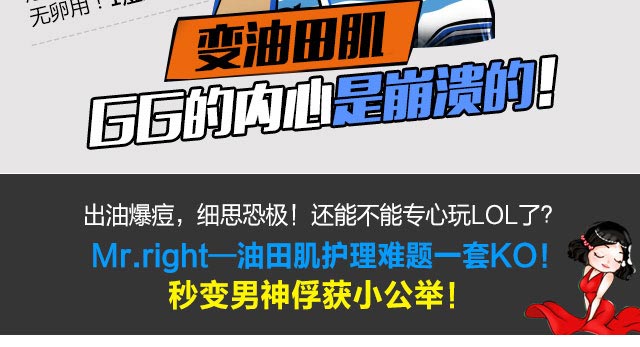 无卵用！
变油田肌
GG的内心是崩溃的！
出油爆痘，细思恐极！还能不能专心玩LOL了？
Mr.right—油田肌护理难题一套KO！
秒变男神俘获小公举！